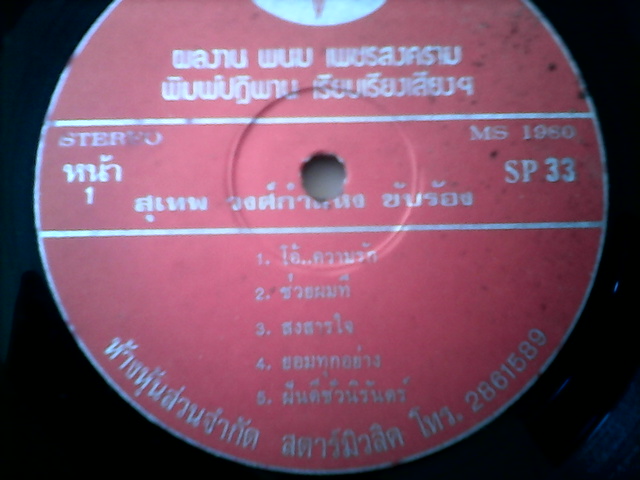 ผลงาน พนม เพชรสงคราม
พิมพ์ปฏิพาน เรียบเรียงเสียงฯ
STEREO
MS 1960
หน้า
1
SP 33
สุเทพ วงศ์กำแหง ขับร้อง
1. โอ้..ความรัก
2. ช่วยผมที
3. สงสารใจ
4. ยอมทุกอย่าง
5. ฝันดีชั่วนิรันดร์
ห้างหุ้นส่วนจำกัด สตาร์มิวสิค โทร. 2861589